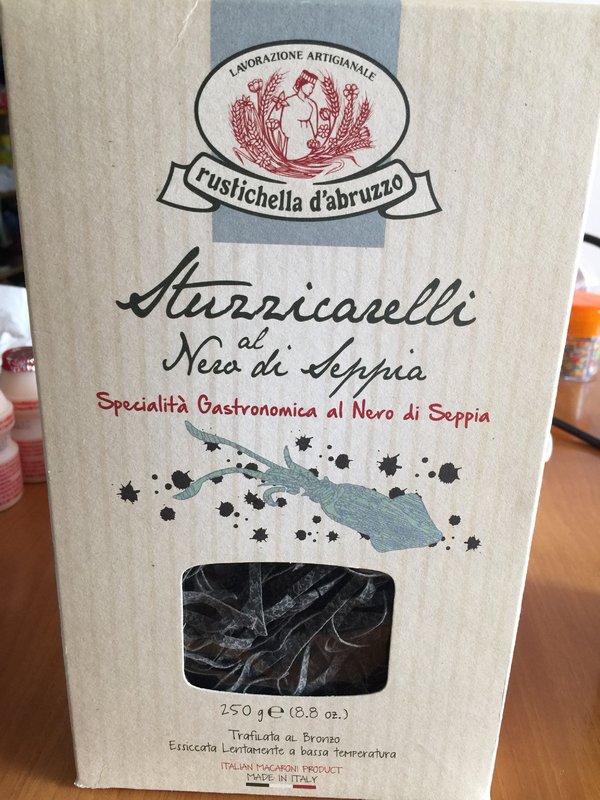 LAVORAZIONE ARTIGIANALE
rustichella d'abruzzo
Stuzzicarelli
al
Nero di Seppia
Specialità Gastronomica al Nero di Seppia
250 g e (8.8 oz.)
Trafilata al Bronzo
Essiccata Lentamente a bassa temperatura
ITALIAN MACARONI PRODUCT
MADE IN ITALY